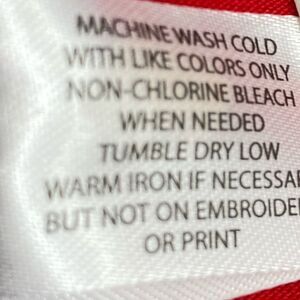 MACHINE WASH COLD
WITH LIKE COLORS ONLY
NON-CHLORINE BLEACH
WHEN NEEDED
TUMBLE DRY LOW
WARM IRON IF NECESSAR
BUT NOT ON EMBROIDE
OR PRINT